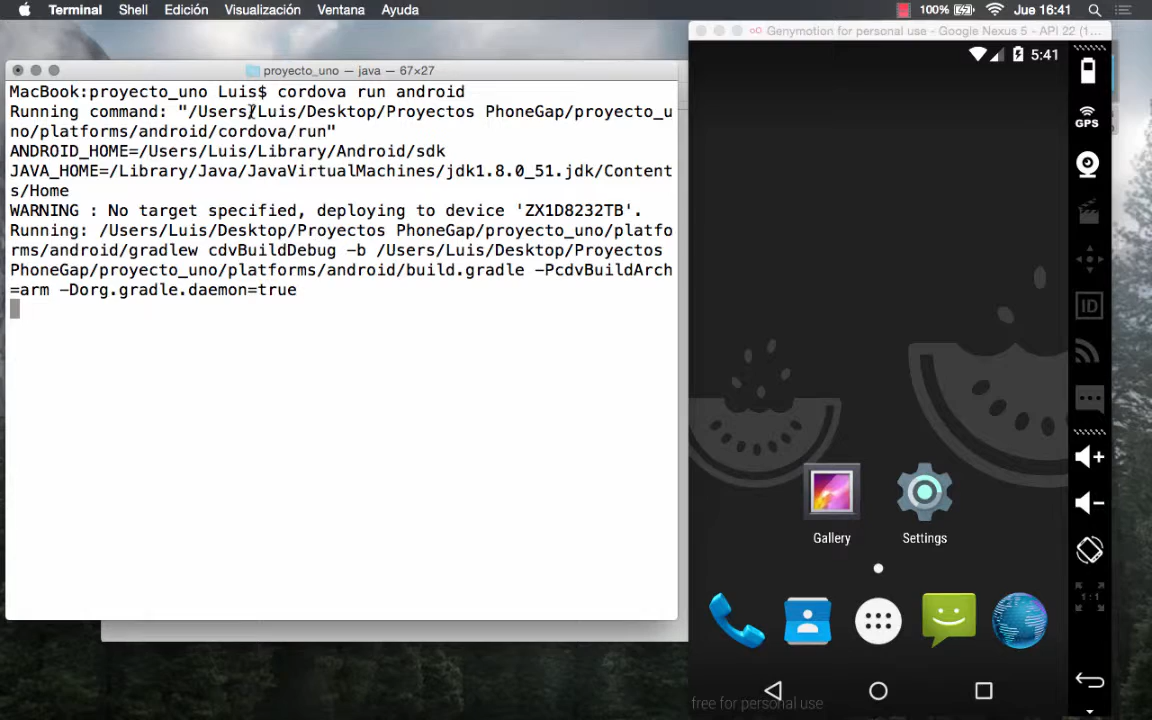 Terminal Shell Edición Visualización Ventana Ayuda 100% Jue 16:41
Genymotion for personal use - Google Nexus 5 - API 22 (1...
5:41
proyecto_uno — java — 67×27
MacBook:proyecto_uno Luis$ cordova run android
Running command: "/Users/Luis/Desktop/Proyectos PhoneGap/proyecto_u
no/platforms/android/cordova/run"
ANDROID_HOME=/Users/Luis/Library/Android/sdk
JAVA_HOME=/Library/Java/JavaVirtualMachines/jdk1.8.0_51.jdk/Content
s/Home
WARNING : No target specified, deploying to device 'ZX1D8232TB'.
Running: /Users/Luis/Desktop/Proyectos PhoneGap/proyecto_uno/platfo
rms/android/gradlew cdvBuildDebug -b /Users/Luis/Desktop/Proyectos
PhoneGap/proyecto_uno/platforms/android/build.gradle -PcdvBuildArch
=arm -Dorg.gradle.daemon=true
GPS
ID
Gallery
Settings
1:1
free for personal use